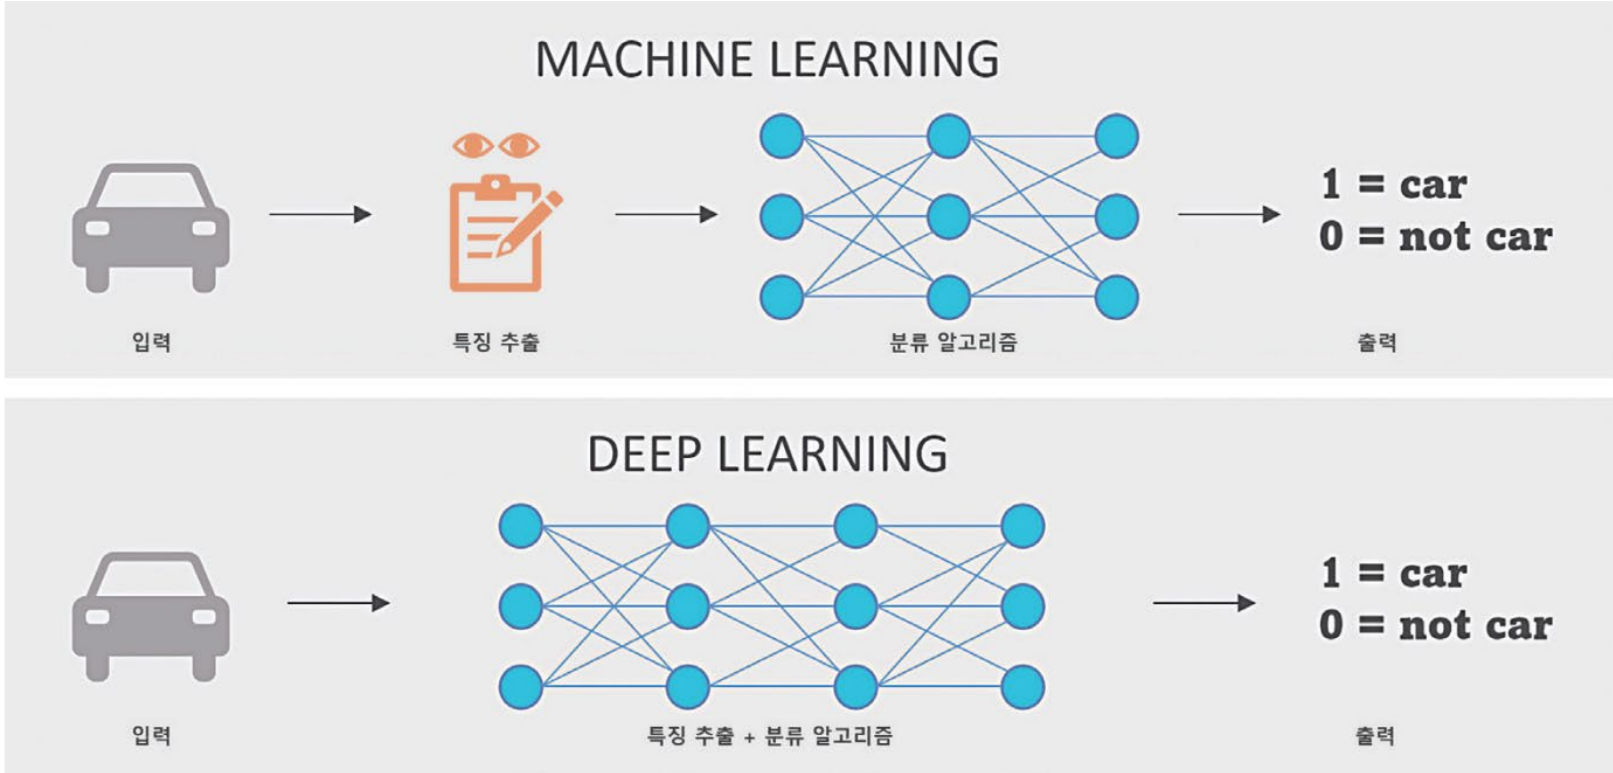 MACHINE LEARNING
1 = car
0 = not car
입력
특징 추출
분류 알고리즘
출력
DEEP LEARNING
1 = car
0 = not car
입력
특징 추출 + 분류 알고리즘
출력